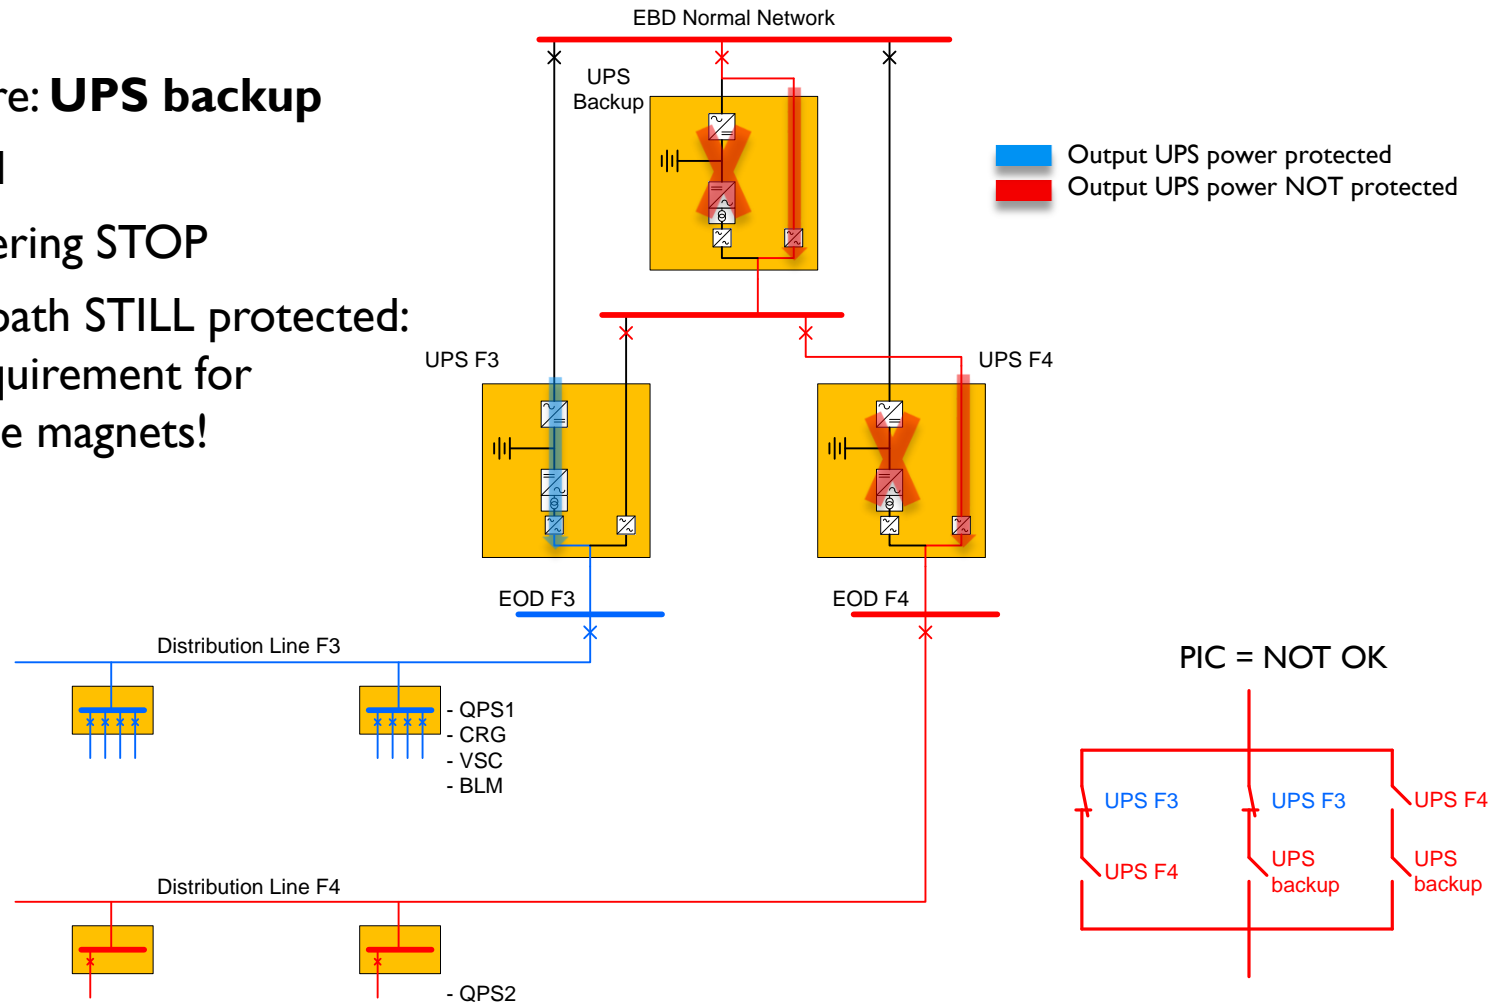 EBD Normal Network
re: UPS backup
UPS
Backup
Output UPS power protected
Output UPS power NOT protected
ering STOP
path STILL protected:
quirement for
e magnets!
UPS F3
UPS F4
EOD F3
EOD F4
Distribution Line F3
- QPS1
- CRG
- VSC
- BLM
PIC = NOT OK
UPS F3
UPS F3
UPS F4
UPS F4
UPS
backup
UPS
backup
Distribution Line F4
- QPS2